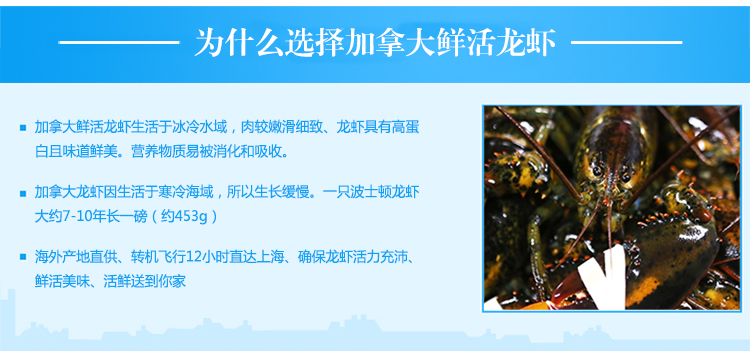 为什么选择加拿大鲜活龙虾
加拿大鲜活龙虾生活于冰冷水域，肉较嫩滑细致、龙虾具有高蛋
白且味道鲜美。营养物质易被消化和吸收。
加拿大龙虾因生活于寒冷海域，所以生长缓慢。一只波士顿龙虾
大约7-10年长一磅（约453g）
海外产地直供、转机飞行12小时直达上海、确保龙虾活力充沛、
鲜活美味、活鲜送到你家